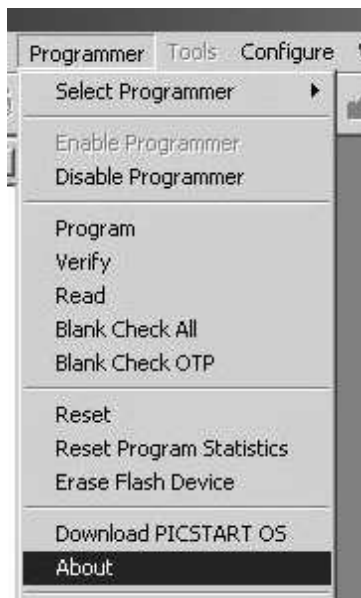 Programmer Tools Configure
Select Programmer
Enable Programmer
Disable Programmer
Program
Verify
Read
Blank Check All
Blank Check OTP
Reset
Reset Program Statistics
Erase Flash Device
Download PICSTART OS
About